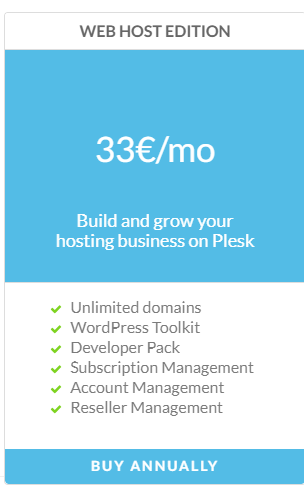 WEB HOST EDITION
33€/mo
Build and grow your
hosting business on Plesk
Unlimited domains
WordPress Toolkit
Developer Pack
Subscription Management
Account Management
Reseller Management
BUY ANNUALLY